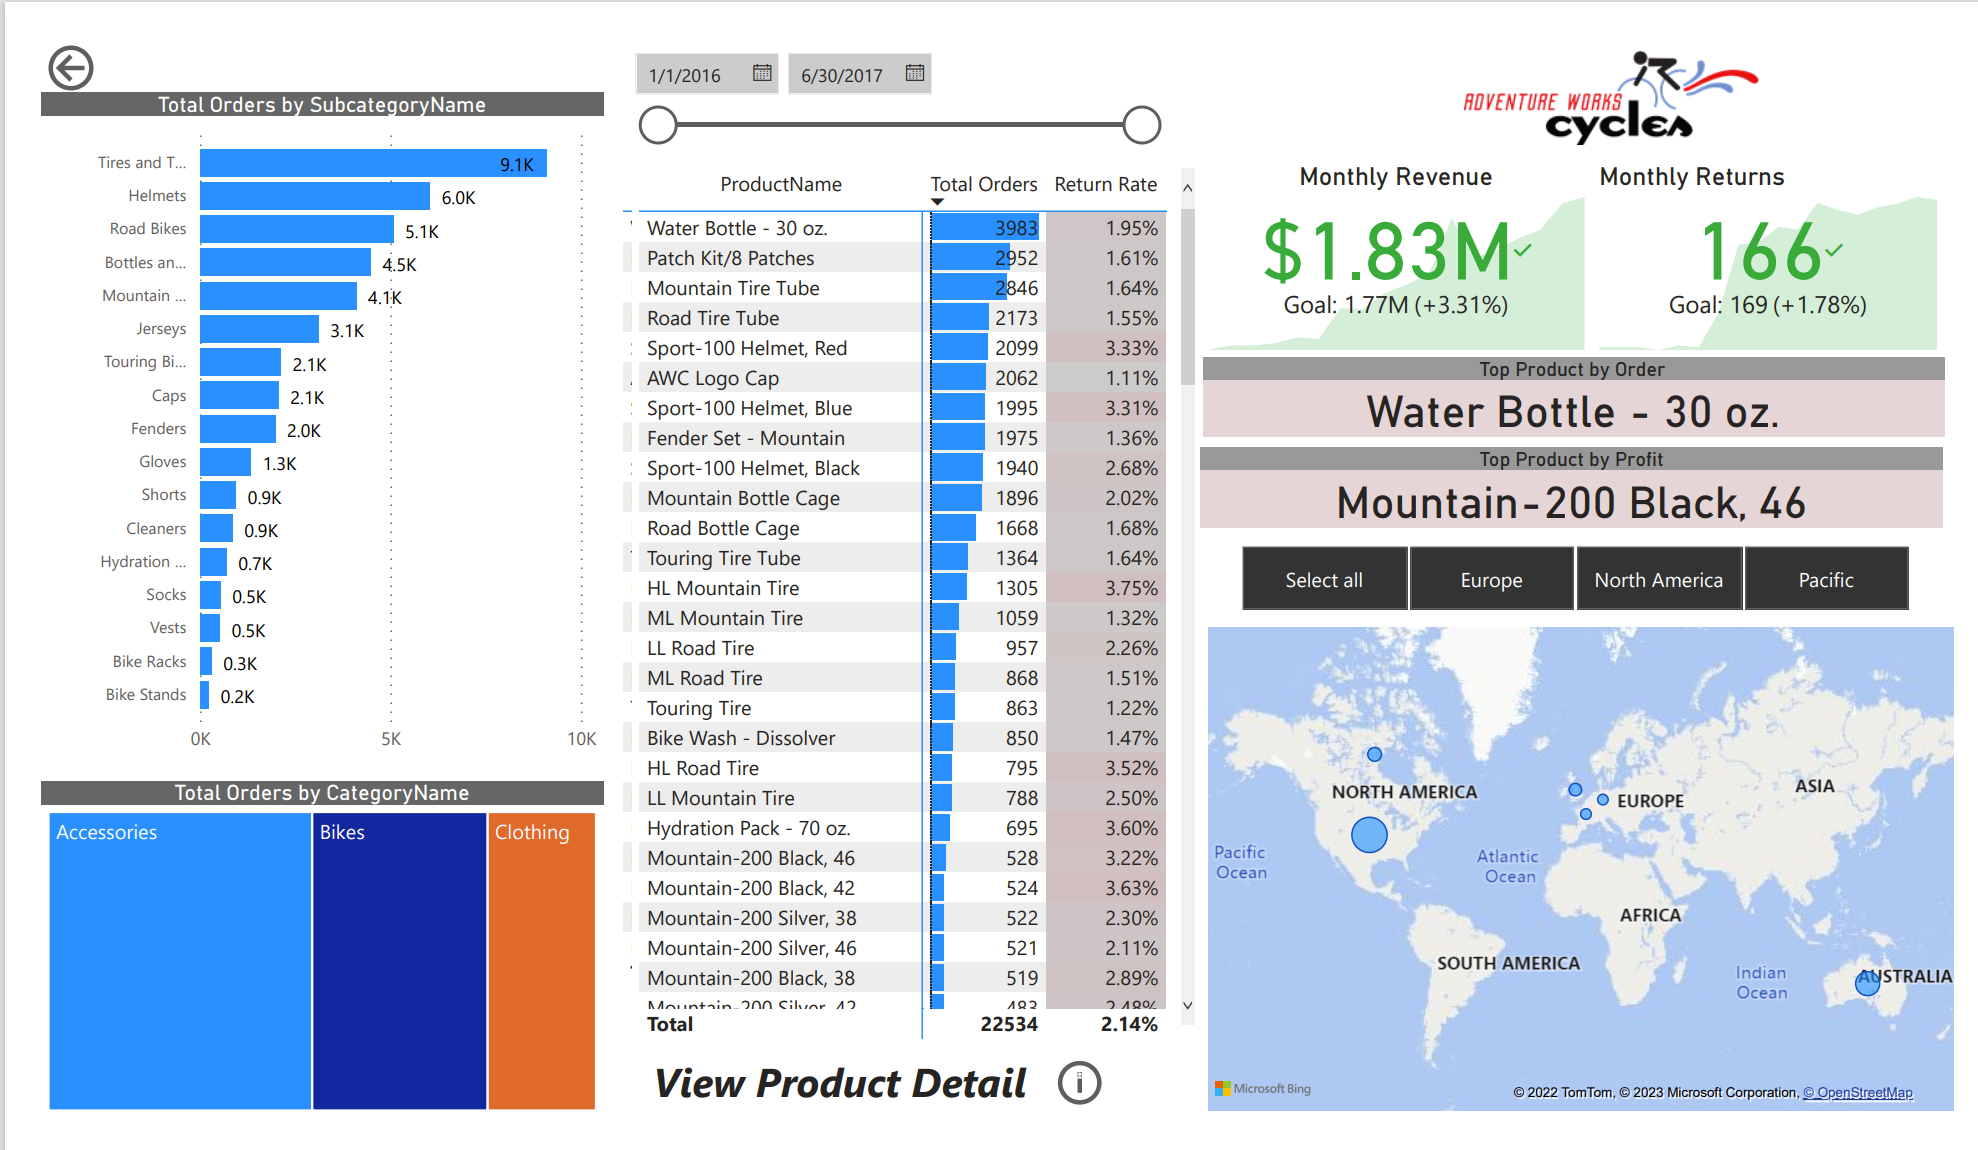 Total Orders by SubcategoryName
Tires and T... 9.1K
Helmets 6.0K
Road Bikes 5.1K
Bottles an... 4.5K
Mountain ... 4.1K
Jerseys 3.1K
Touring Bi... 2.1K
Caps 2.1K
Fenders 2.0K
Gloves 1.3K
Shorts 0.9K
Cleaners 0.9K
Hydration ... 0.7K
Socks 0.5K
Vests 0.5K
Bike Racks 0.3K
Bike Stands 0.2K
0K 5K 10K
Total Orders by CategoryName
Accessories Bikes Clothing
1/1/2016 6/30/2017
ProductName Total Orders Return Rate
Water Bottle - 30 oz. 3983 1.95%
Patch Kit/8 Patches 2952 1.61%
Mountain Tire Tube 2846 1.64%
Road Tire Tube 2173 1.55%
Sport-100 Helmet, Red 2099 3.33%
AWC Logo Cap 2062 1.11%
Sport-100 Helmet, Blue 1995 3.31%
Fender Set - Mountain 1975 1.36%
Sport-100 Helmet, Black 1940 2.68%
Mountain Bottle Cage 1896 2.02%
Road Bottle Cage 1668 1.68%
Touring Tire Tube 1364 1.64%
HL Mountain Tire 1305 3.75%
ML Mountain Tire 1059 1.32%
LL Road Tire 957 2.26%
ML Road Tire 868 1.51%
Touring Tire 863 1.22%
Bike Wash - Dissolver 850 1.47%
HL Road Tire 795 3.52%
LL Mountain Tire 788 2.50%
Hydration Pack - 70 oz. 695 3.60%
Mountain-200 Black, 46 528 3.22%
Mountain-200 Black, 42 524 3.63%
Mountain-200 Silver, 38 522 2.30%
Mountain-200 Silver, 46 521 2.11%
Mountain-200 Black, 38 519 2.89%
Mountain-200 Silver, 42 483 2.48%
Total 22534 2.14%
View Product Detail
ADVENTURE WORKS
cycles
Monthly Revenue
$1.83M
Goal: 1.77M (+3.31%)
Monthly Returns
166
Goal: 169 (+1.78%)
Top Product by Order
Water Bottle - 30 oz.
Top Product by Profit
Mountain-200 Black, 46
Select all Europe North America Pacific
NORTH AMERICA
EUROPE
ASIA
Pacific
Ocean
Atlantic
Ocean
AFRICA
SOUTH AMERICA
Indian
Ocean
AUSTRALIA
Microsoft Bing
© 2022 TomTom, © 2023 Microsoft Corporation, © OpenStreetMap